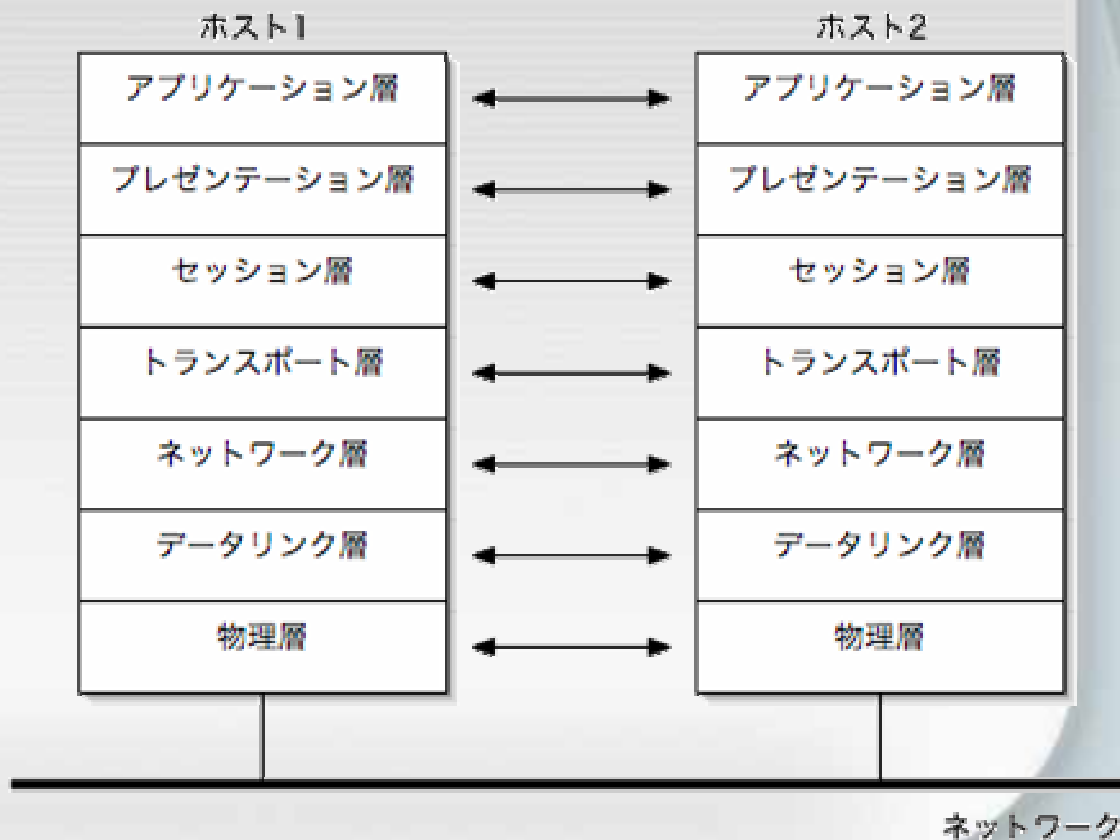 ホスト1
ホスト2
アプリケーション層
アプリケーション層
プレゼンテーション層
プレゼンテーション層
セッション層
セッション層
トランスポート層
トランスポート層
ネットワーク層
ネットワーク層
データリンク層
データリンク層
物理層
物理層
ネットワーク